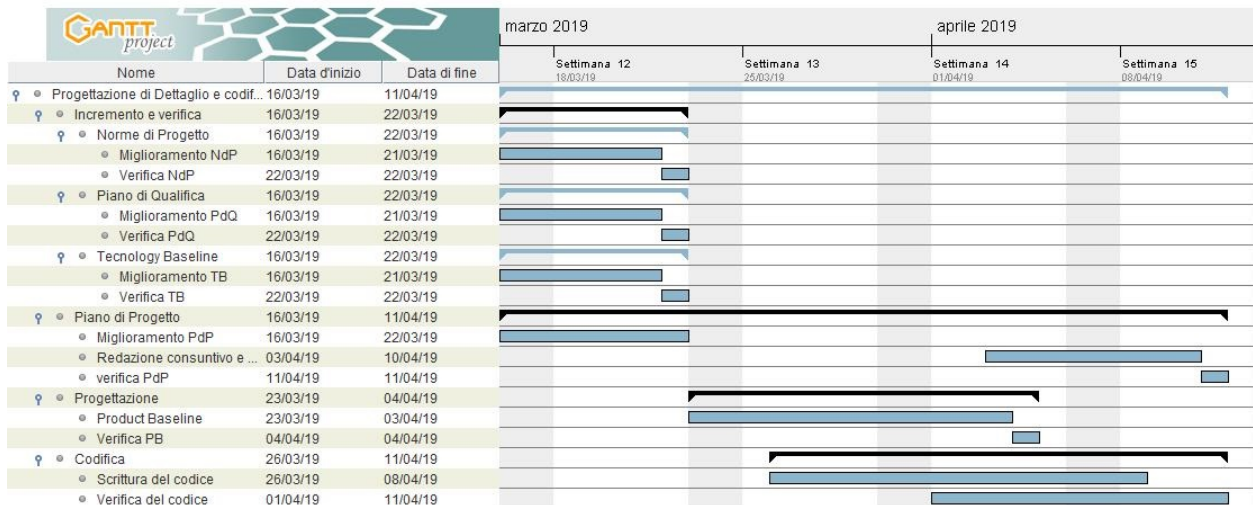 GANTT
project
marzo 2019 aprile 2019
Settimana 12 Settimana 13 Settimana 14 Settimana 15
18/03/19 25/03/19 01/04/19 08/04/19
Nome Data d'inizio Data di fine
Progettazione di Dettaglio e codif... 16/03/19 11/04/19
Incremento e verifica 16/03/19 22/03/19
Norme di Progetto 16/03/19 22/03/19
Miglioramento NdP 16/03/19 21/03/19
Verifica NdP 22/03/19 22/03/19
Piano di Qualifica 16/03/19 22/03/19
Miglioramento PdQ 16/03/19 21/03/19
Verifica PdQ 22/03/19 22/03/19
Tecnology Baseline 16/03/19 22/03/19
Miglioramento TB 16/03/19 21/03/19
Verifica TB 22/03/19 22/03/19
Piano di Progetto 16/03/19 11/04/19
Miglioramento PdP 16/03/19 22/03/19
Redazione consuntivo e ... 03/04/19 10/04/19
verifica PdP 11/04/19 11/04/19
Progettazione 23/03/19 04/04/19
Product Baseline 23/03/19 03/04/19
Verifica PB 04/04/19 04/04/19
Codifica 26/03/19 11/04/19
Scrittura del codice 26/03/19 08/04/19
Verifica del codice 01/04/19 11/04/19